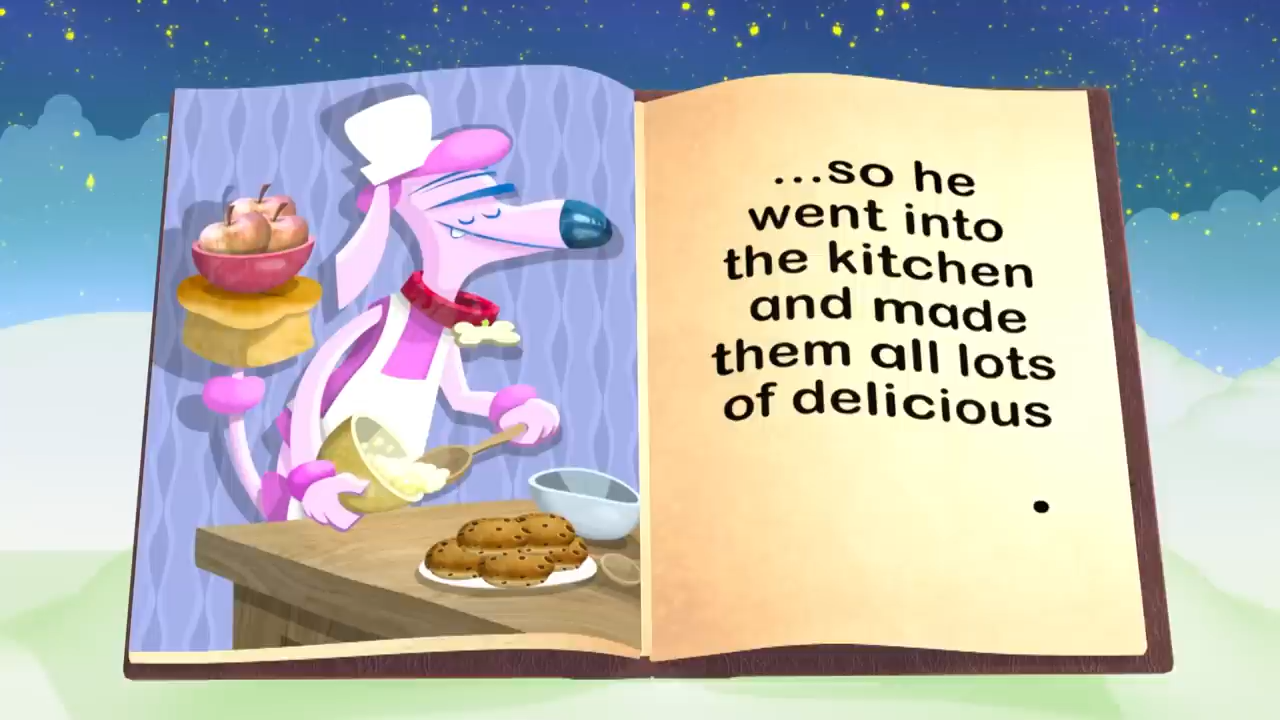 ...so he
went into
the kitchen
and made
them all lots
of delicious
.